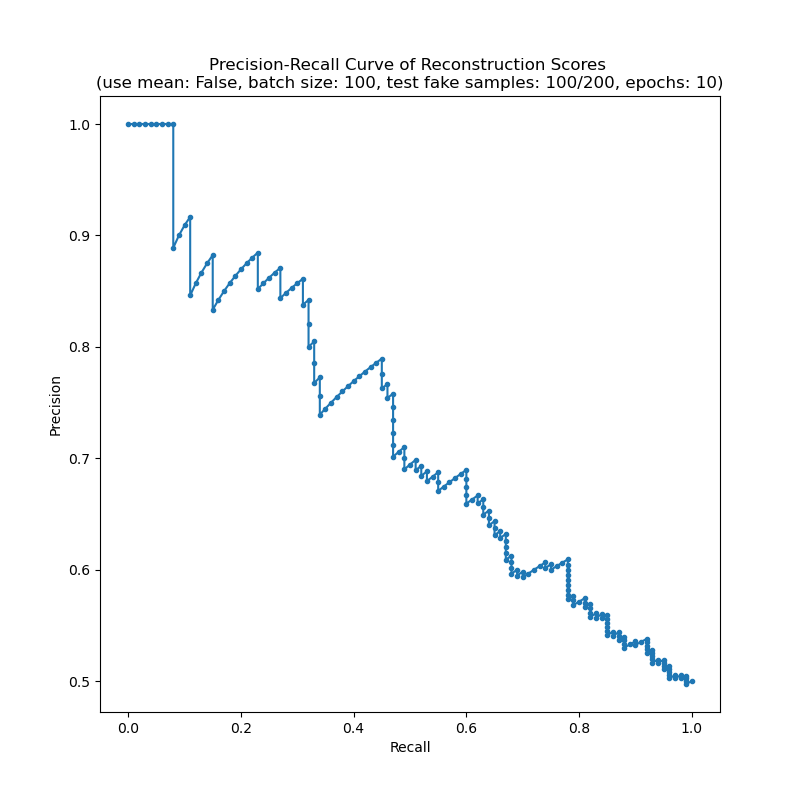 Precision-Recall Curve of Reconstruction Scores
(use mean: False, batch size: 100, test fake samples: 100/200, epochs: 10)
1.0
0.9
0.8
0.7
0.6
0.5
Precision
0.0 0.2 0.4 0.6 0.8 1.0
Recall